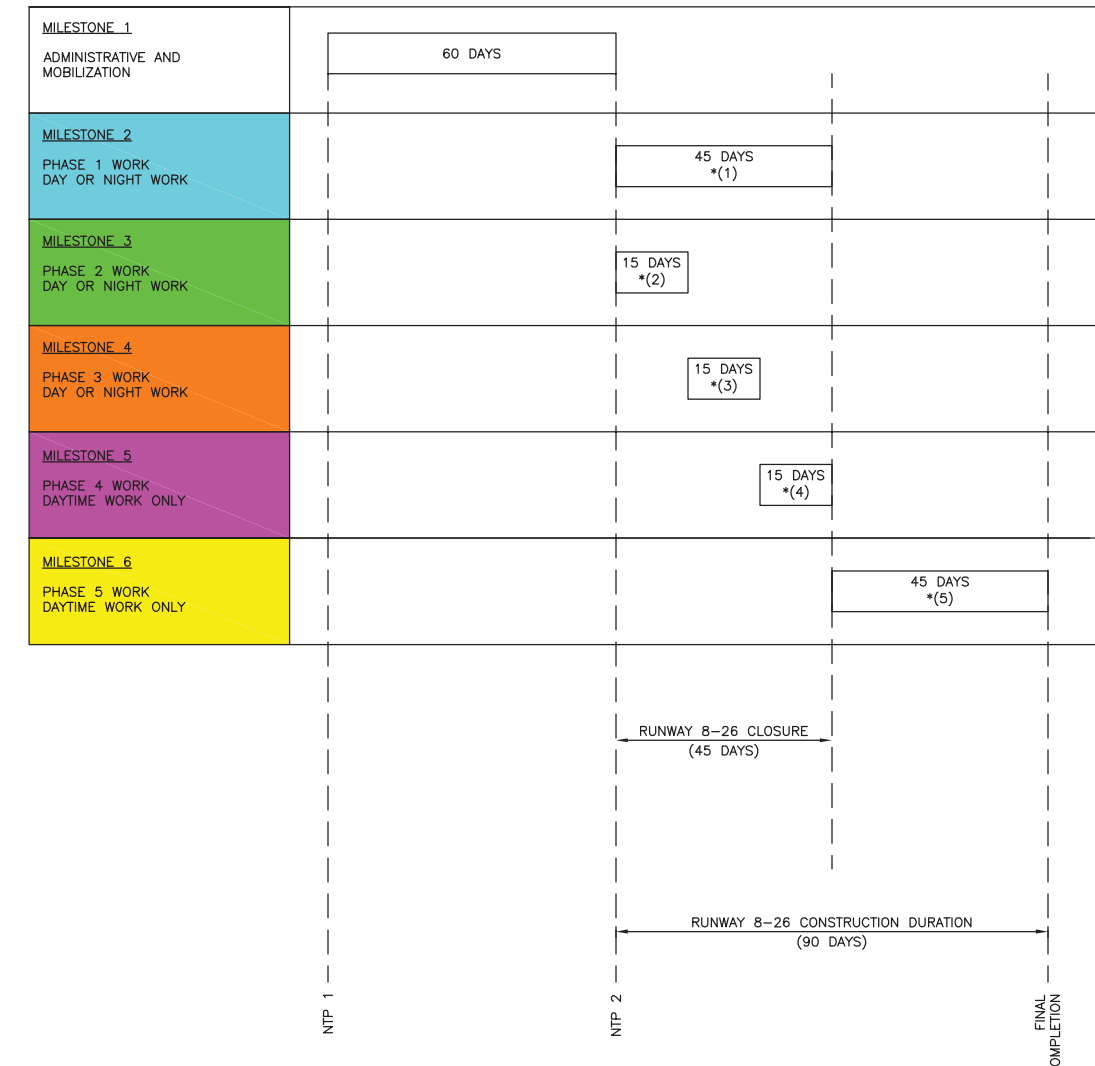 MILESTONE 1
ADMINISTRATIVE AND
MOBILIZATION
60 DAYS
MILESTONE 2
PHASE 1 WORK
DAY OR NIGHT WORK
45 DAYS
*(1)
MILESTONE 3
PHASE 2 WORK
DAY OR NIGHT WORK
15 DAYS
*(2)
MILESTONE 4
PHASE 3 WORK
DAY OR NIGHT WORK
15 DAYS
*(3)
MILESTONE 5
PHASE 4 WORK
DAYTIME WORK ONLY
15 DAYS
*(4)
MILESTONE 6
PHASE 5 WORK
DAYTIME WORK ONLY
45 DAYS
*(5)
RUNWAY 8-26 CLOSURE
(45 DAYS)
RUNWAY 8-26 CONSTRUCTION DURATION
(90 DAYS)
NTP 1
NTP 2
FINAL
OMPLETION